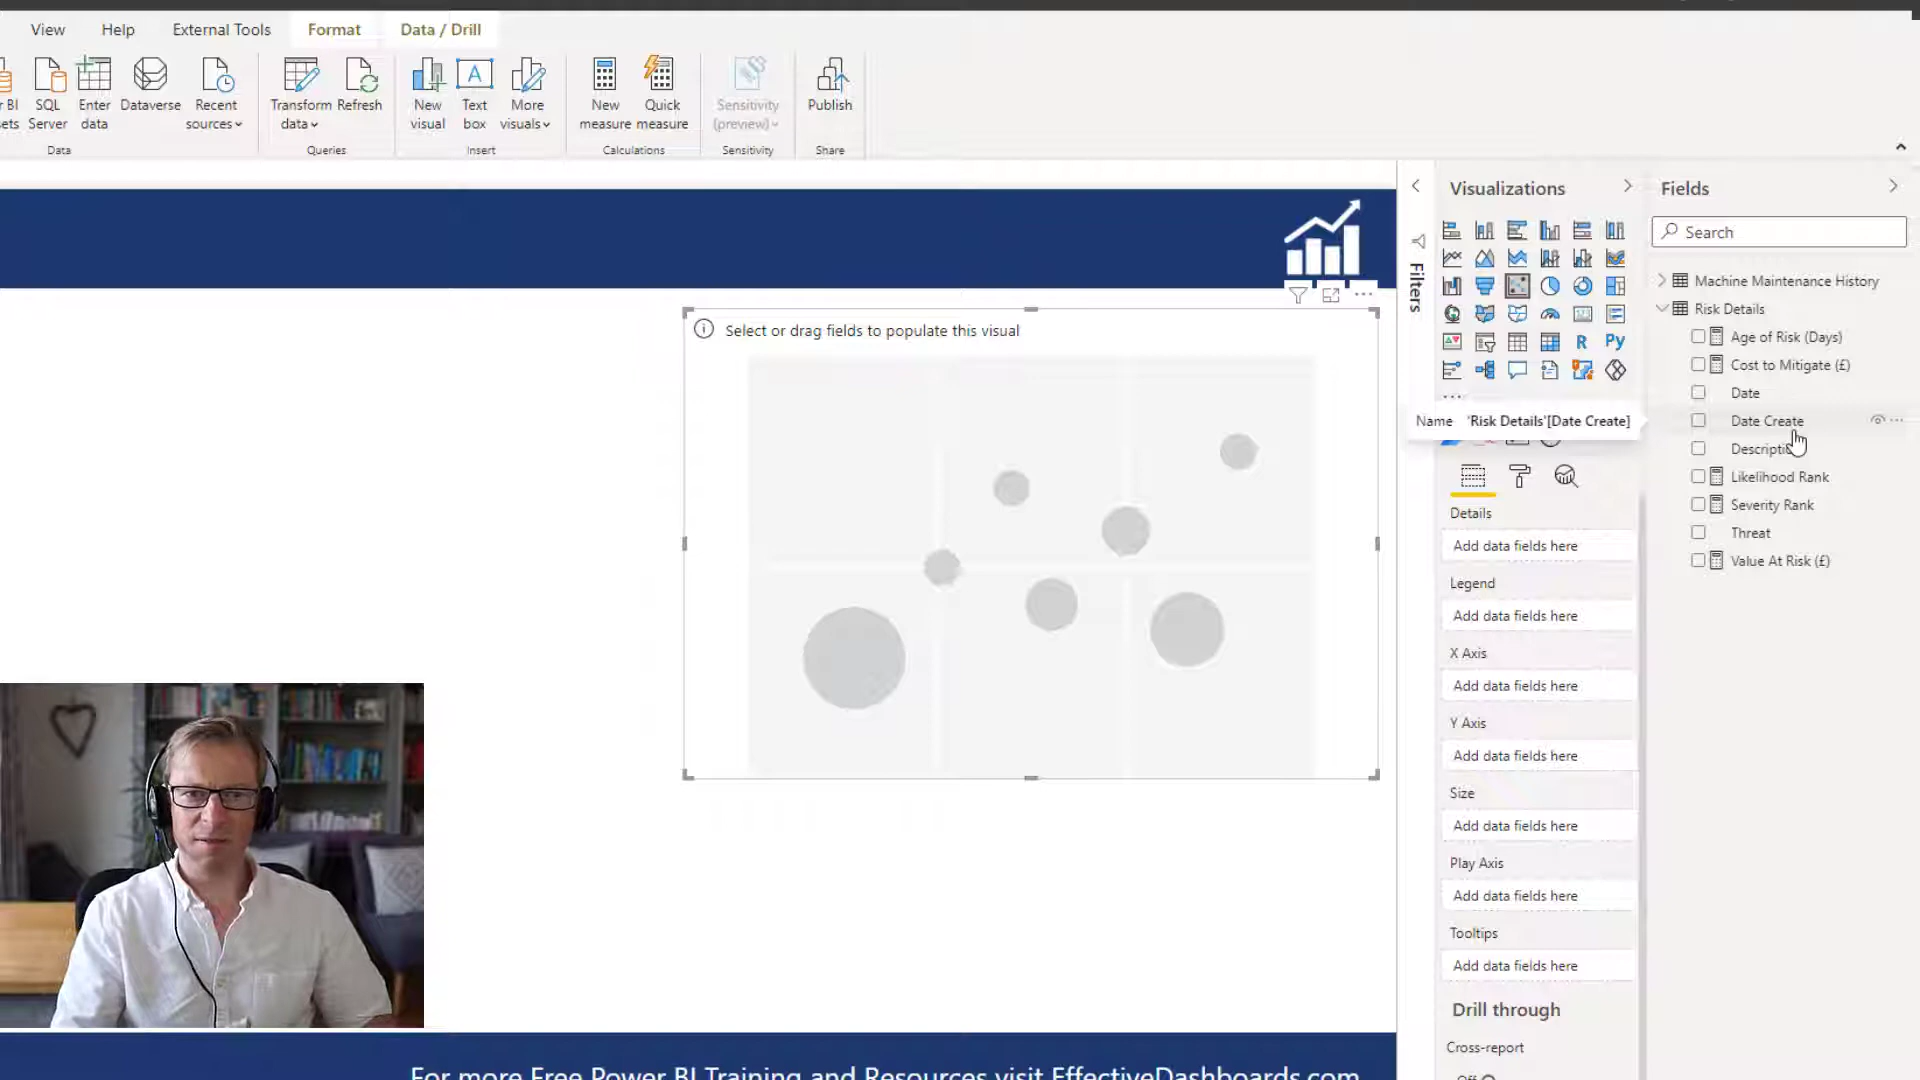 View Help External Tools Format Data / Drill
SQL Server
Enter data
Dataverse
Recent sources
Transform data
Refresh
New visual
Text box
More visuals
New measure
Quick measure
Sensitivity (preview)
Publish
Data
Queries
Insert
Calculations
Sensitivity
Share
Select or drag fields to populate this visual
Filters
Visualizations
R
Py
Name 'Risk Details'[Date Create]
Details
Add data fields here
Legend
Add data fields here
X Axis
Add data fields here
Y Axis
Add data fields here
Size
Add data fields here
Play Axis
Add data fields here
Tooltips
Add data fields here
Drill through
Cross-report
Off
Fields
Search
Machine Maintenance History
Risk Details
Age of Risk (Days)
Cost to Mitigate (£)
Date
Date Create
Descripti
Likelihood Rank
Severity Rank
Threat
Value At Risk (£)
For more Free Power BI Training and Resources visit EffectiveDashboards.com